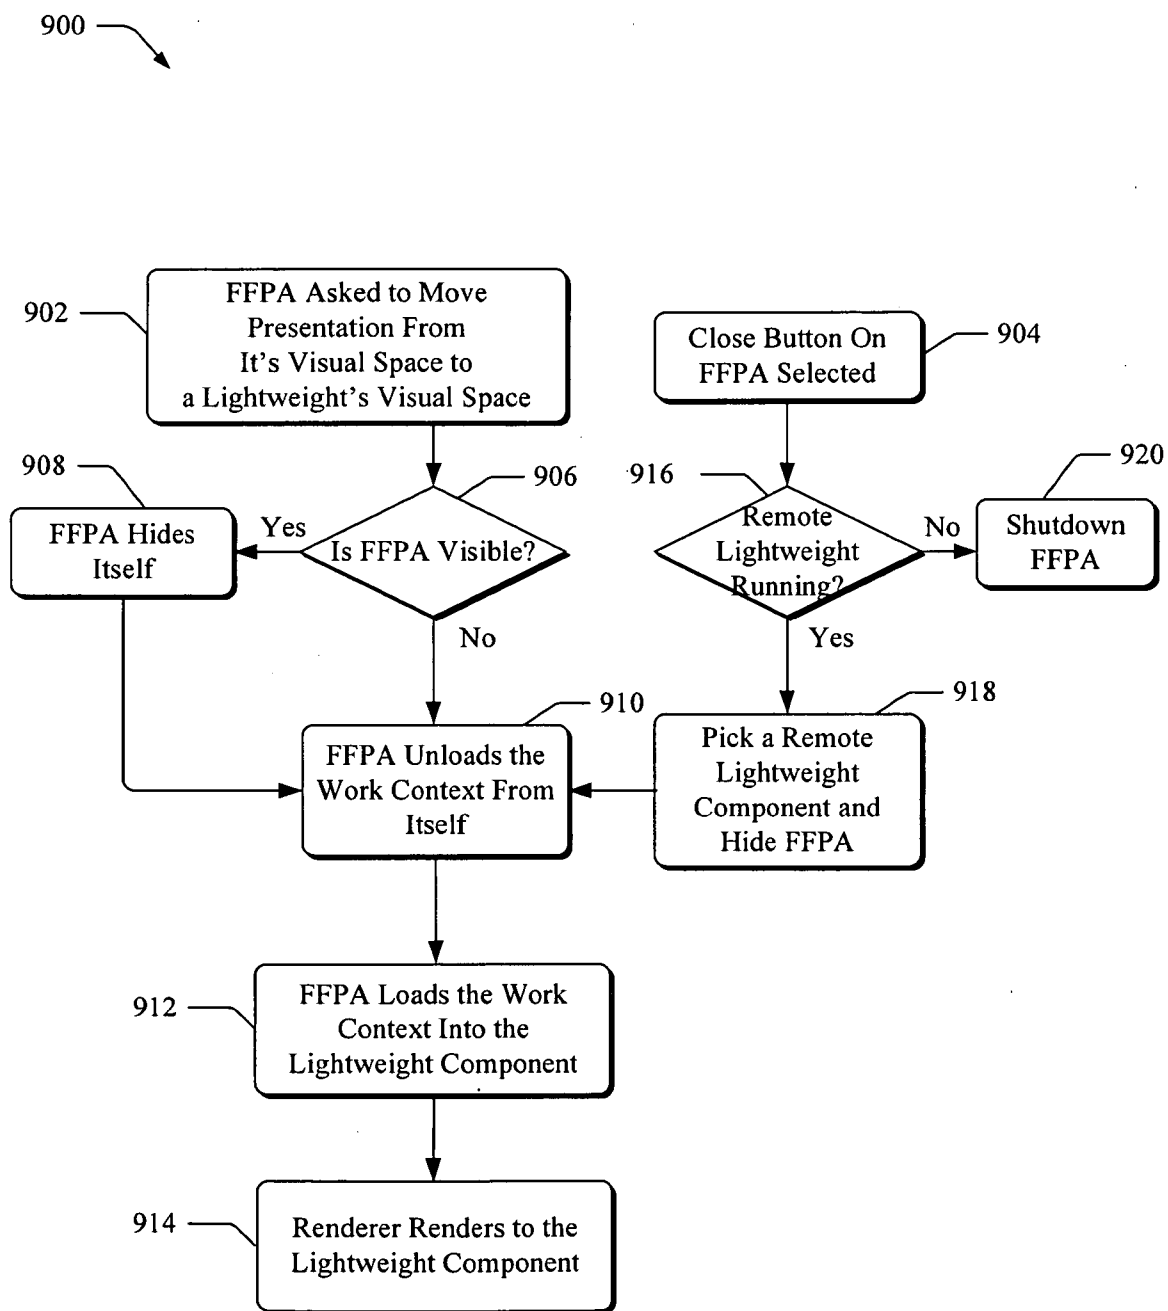 900
902
FFPA Asked to Move
Presentation From
It's Visual Space to
a Lightweight's Visual Space
Close Button On
FFPA Selected
904
908
FFPA Hides
Itself
Yes
906
Is FFPA Visible?
No
916
Remote
Lightweight
Running?
No
Yes
920
Shutdown
FFPA
910
FFPA Unloads the
Work Context From
Itself
918
Pick a Remote
Lightweight
Component and
Hide FFPA
912
FFPA Loads the Work
Context Into the
Lightweight Component
914
Renderer Renders to the
Lightweight Component